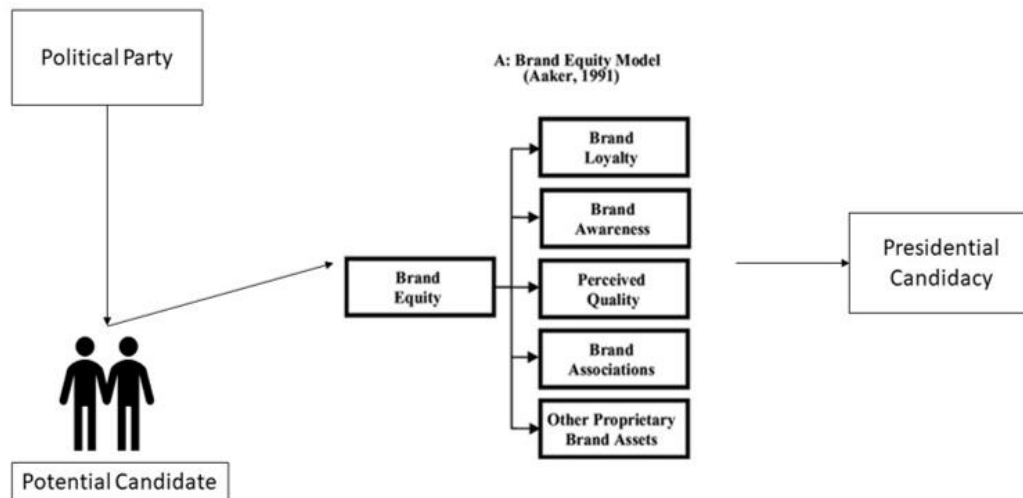 Political Party
A: Brand Equity Model
(Aaker, 1991)
Brand
Loyalty
Brand
Awareness
Brand
Equity
Perceived
Quality
Brand
Associations
Other Proprietary
Brand Assets
Presidential
Candidacy
Potential Candidate